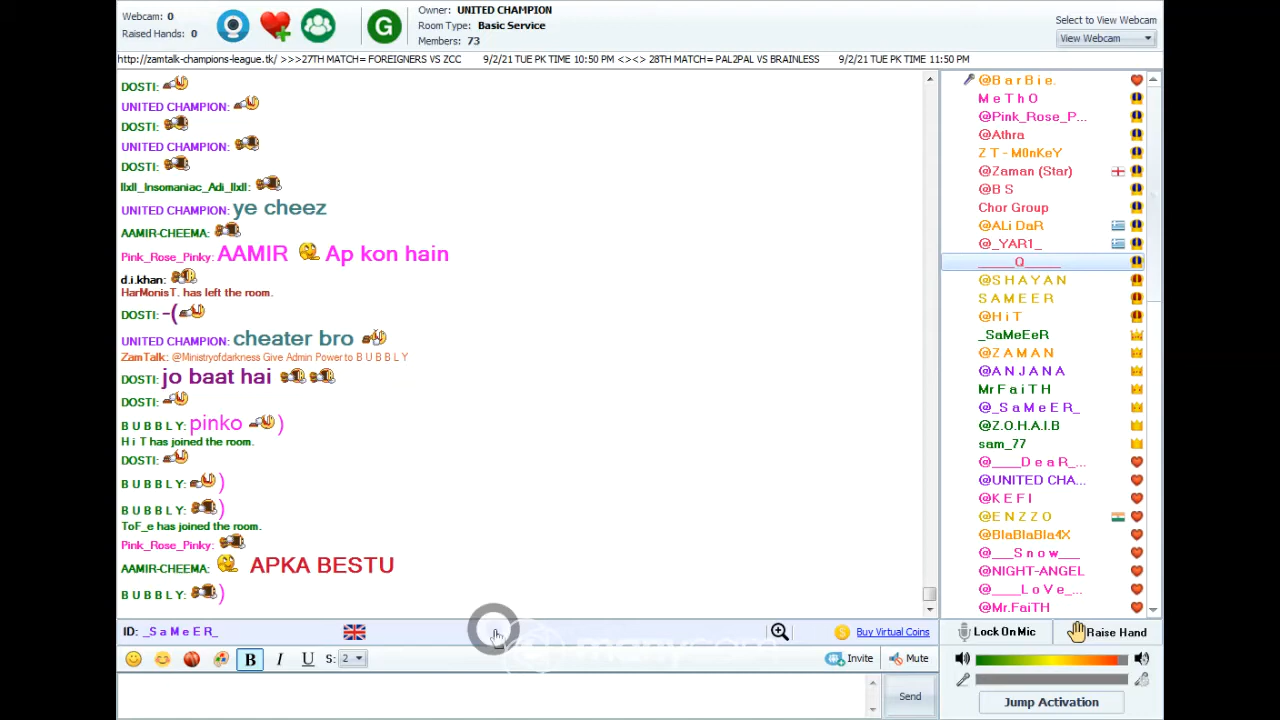 Webcam: 0
Raised Hands: 0
G
Owner: UNITED CHAMPION
Room Type: Basic Service
Members: 73
Select to View Webcam
View Webcam
http://zamtalk-champions-league.tk/ >>>27TH MATCH= FOREIGNERS VS ZCC 9/2/21 TUE PK TIME 10:50 PM <><> 28TH MATCH= PAL2PAL VS BRAINLESS 9/2/21 TUE PK TIME 11:50 PM
DOSTI:
UNITED CHAMPION:
DOSTI:
UNITED CHAMPION:
DOSTI:
IIxII_Insomaniac_Adi_IIxII:
UNITED CHAMPION: ye cheez
AAMIR-CHEEMA:
Pink_Rose_Pinky: AAMIR Ap kon hain
d.i.khan:
HarMonisT. has left the room.
DOSTI: -(
UNITED CHAMPION: cheater bro
ZamTalk: @Ministryofdarkness Give Admin Power to B U B B L Y
DOSTI: jo baat hai
DOSTI:
B U B B L Y: pinko )
H i T has joined the room.
DOSTI:
B U B B L Y: )
B U B B L Y: )
ToF_e has joined the room.
Pink_Rose_Pinky:
AAMIR-CHEEMA: APKA BESTU
B U B B L Y: )
@B a r B i e.
M e T h O
@Pink_Rose_P...
@Athra
Z T - M0nKeY
@Zaman (Star)
@B S
Chor Group
@ALi DaR
@_YAR1_
_____Q_____
@S H A Y A N
S A M E E R
@H i T
_SaMeEeR
@Z A M A N
@A N J A N A
Mr F a i T H
@_S a M e E R_
@Z.O.H.A.I.B
sam_77
@____D e a R_...
@UNITED CHA...
@K E F I
@E N Z Z O
@BlaBlaBla4X
@___S n o w___
@NIGHT-ANGEL
@____L o V e_...
@Mr.FaiTH
ID: _S a M e E R_
Buy Virtual Coins
Lock On Mic
Raise Hand
B I U S: 2
Invite
Mute
Send
Jump Activation
manycam